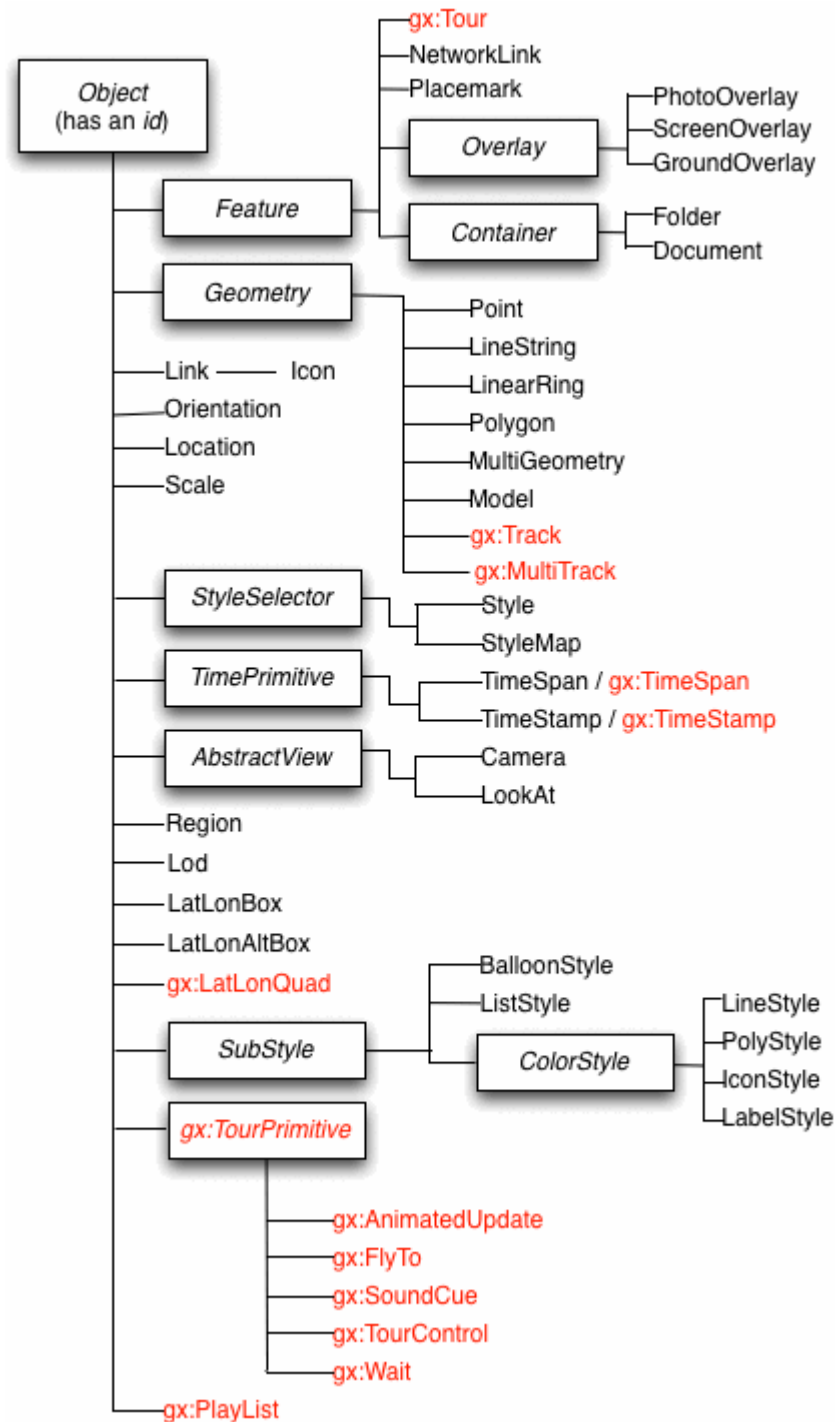 gx:Tour
NetworkLink
Placemark
Object
(has an id)
Overlay
PhotoOverlay
ScreenOverlay
GroundOverlay
Feature
Container
Folder
Document
Geometry
Point
LineString
LinearRing
Polygon
MultiGeometry
Model
gx:Track
gx:MultiTrack
Link
Icon
Orientation
Location
Scale
StyleSelector
Style
StyleMap
TimePrimitive
TimeSpan / gx:TimeSpan
TimeStamp / gx:TimeStamp
AbstractView
Camera
LookAt
Region
Lod
LatLonBox
LatLonAltBox
gx:LatLonQuad
SubStyle
BalloonStyle
ListStyle
ColorStyle
LineStyle
PolyStyle
IconStyle
LabelStyle
gx:TourPrimitive
gx:AnimatedUpdate
gx:FlyTo
gx:SoundCue
gx:TourControl
gx:Wait
gx:PlayList